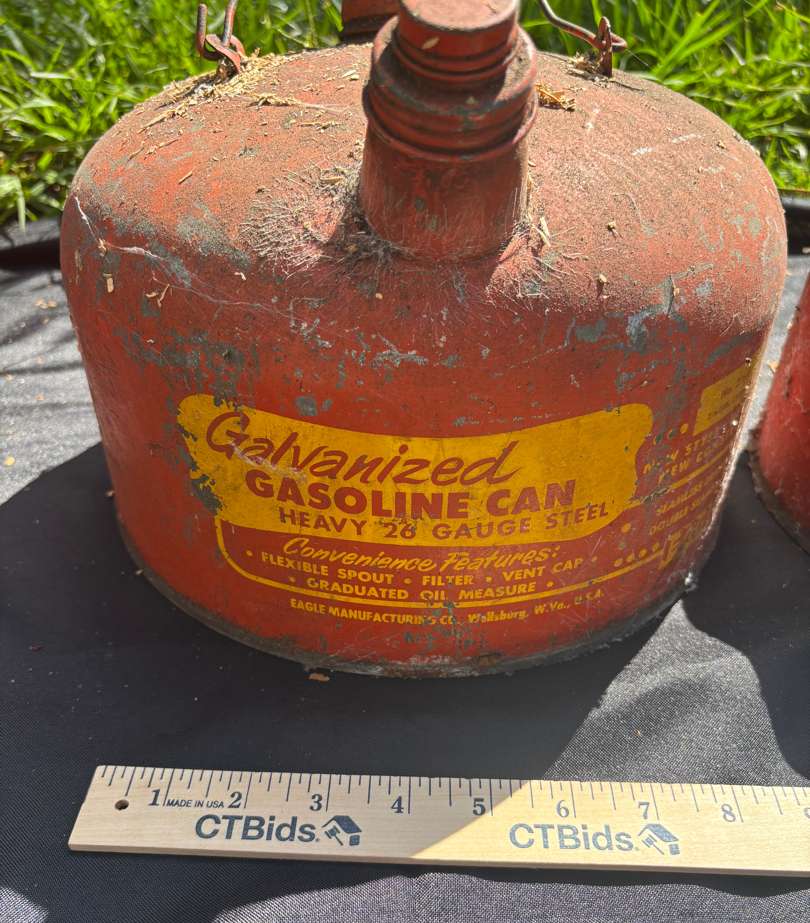 Galvanized
GASOLINE CAN
HEAVY 26 GAUGE STEEL
Convenience Features:
• FLEXIBLE SPOUT • FILTER • VENT CAP •
• GRADUATED OIL MEASURE •
EAGLE MANUFACTURING CO., Wellsburg, W. Va., U.S.A.
1 MADE IN USA 2 3 4 5 6 7 8
CTBids. CTBids.